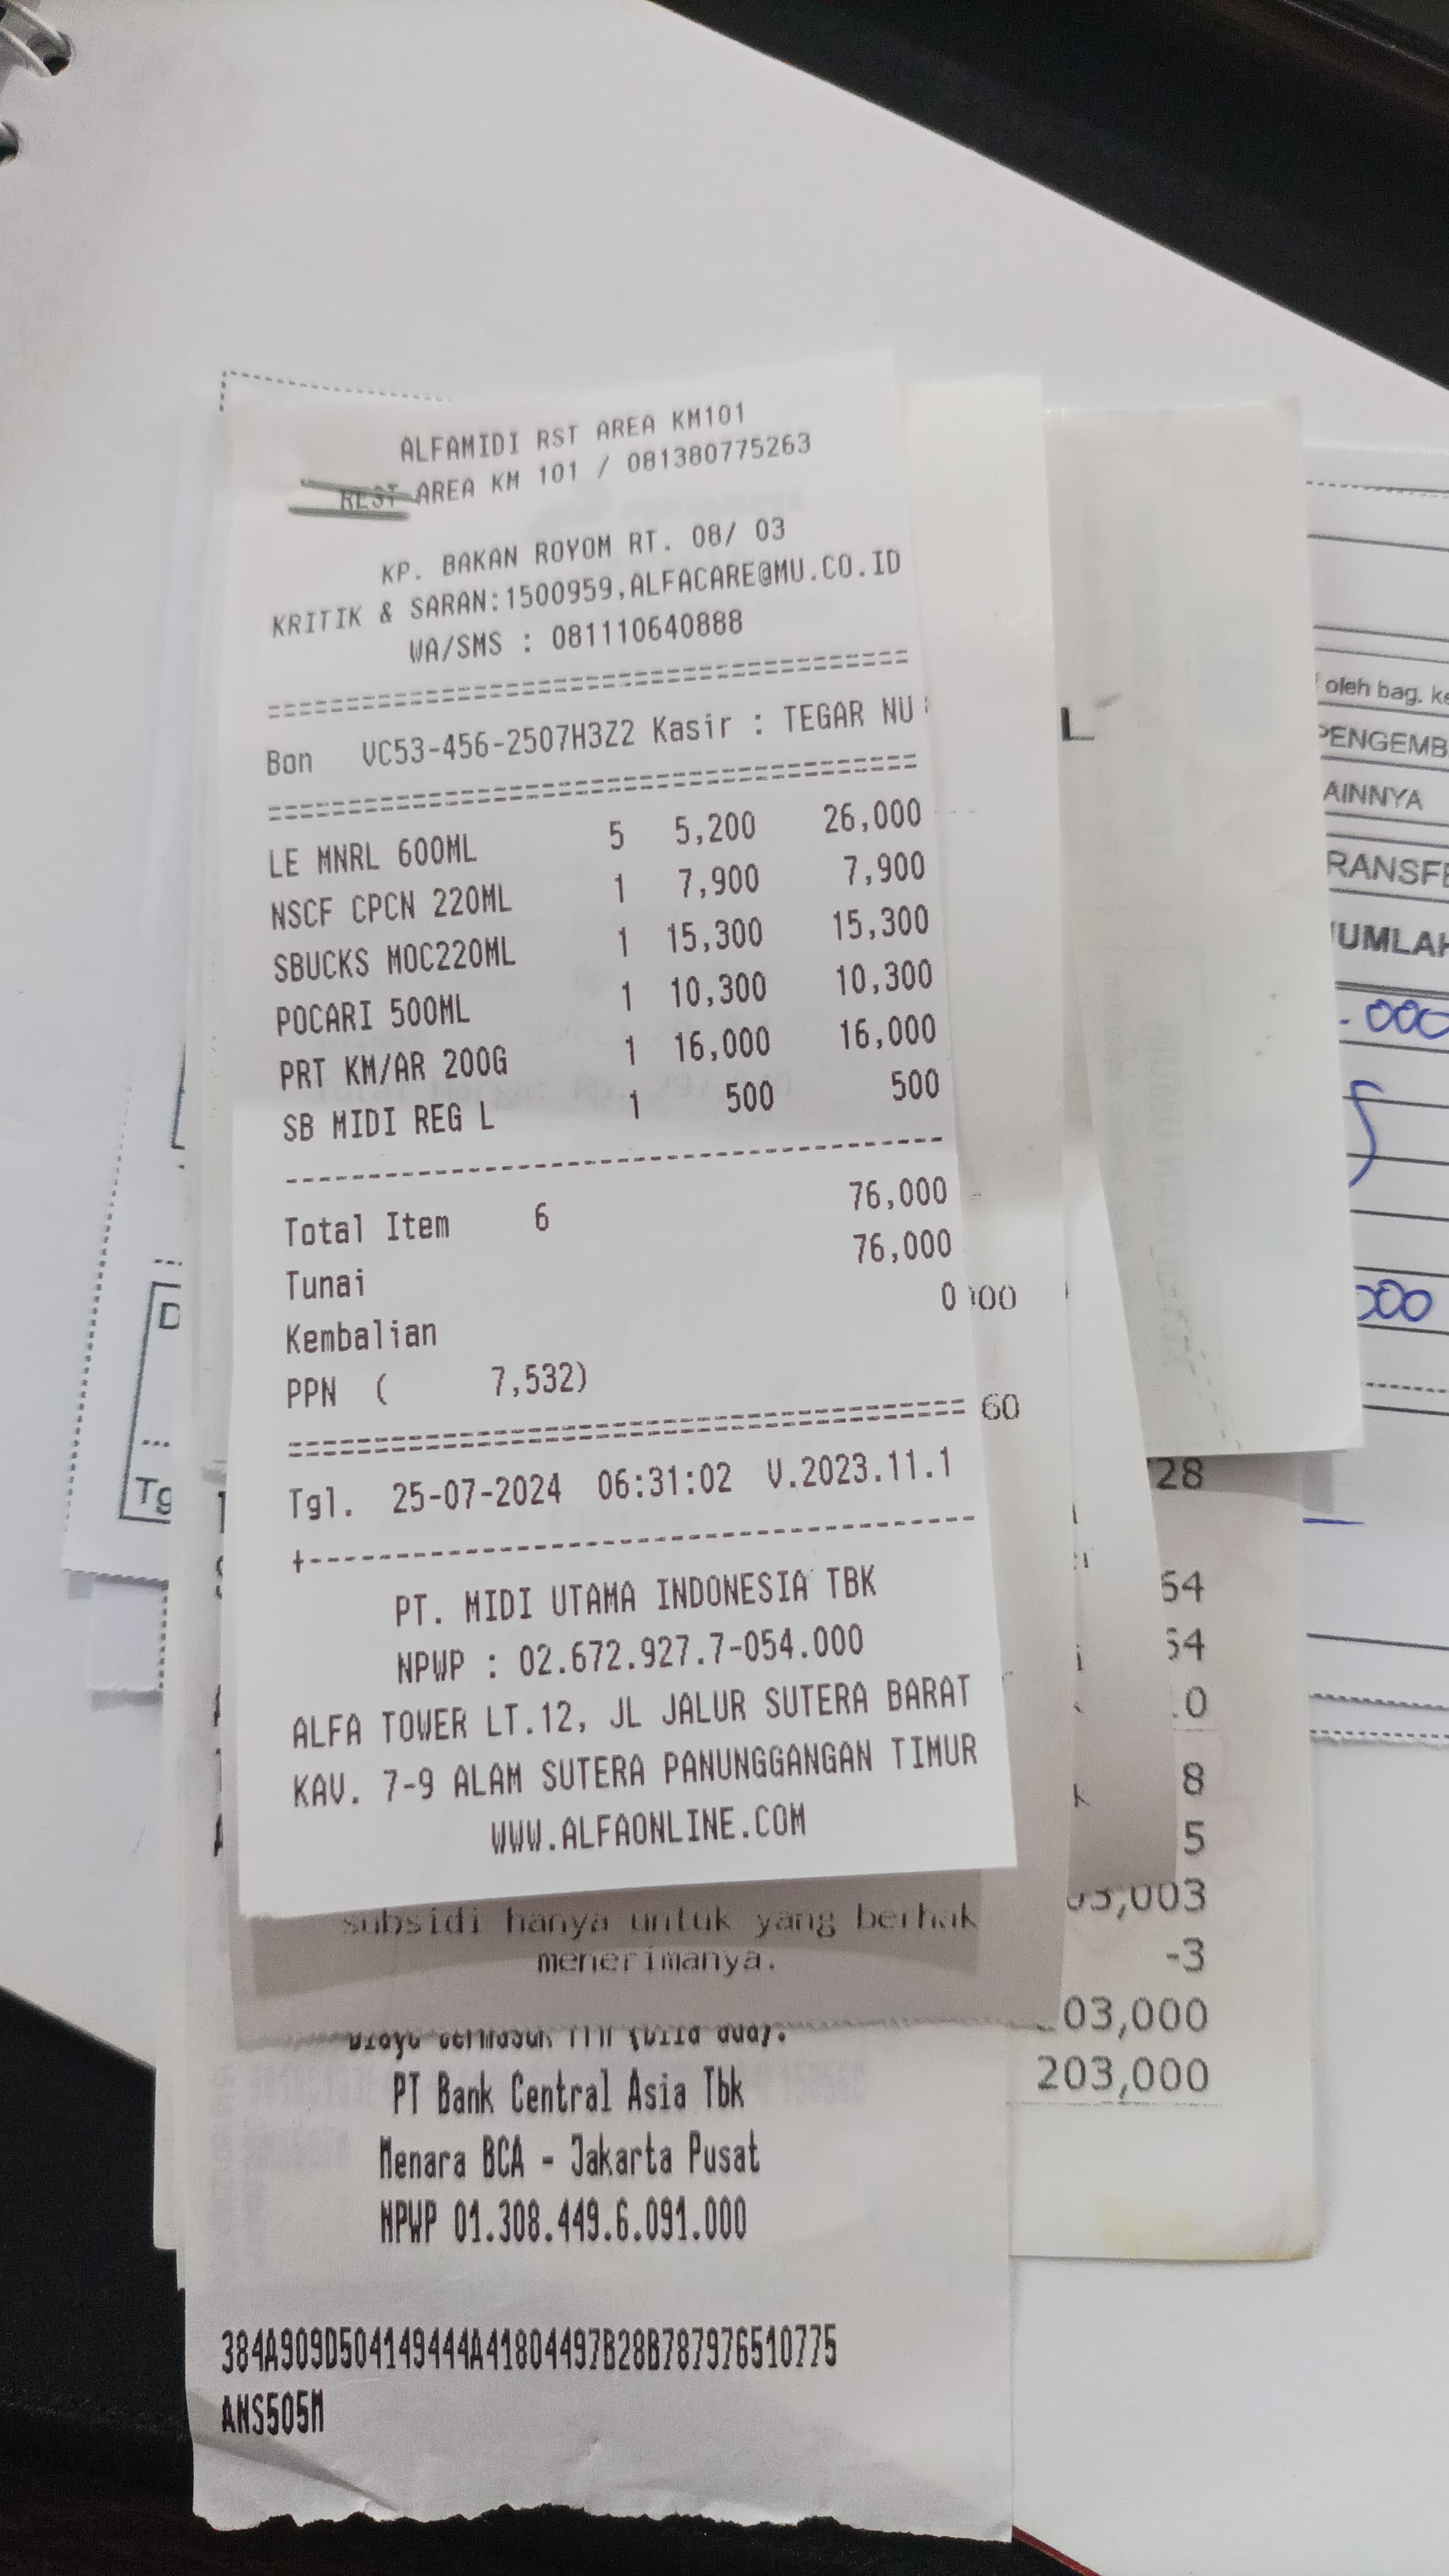 ALFAMIDI RST AREA KM101
REST AREA KM 101 / 081380775263
KP. BAKAN ROYOM RT. 08/ 03
KRITIK & SARAN:1500959,ALFACARE@MU.CO.ID
WA/SMS : 081110640888
========================================
Bon VC53-456-2507H3Z2 Kasir : TEGAR NU
========================================
LE MNRL 600ML 5 5,200 26,000
NSCF CPCN 220ML 1 7,900 7,900
SBUCKS MOC220ML 1 15,300 15,300
POCARI 500ML 1 10,300 10,300
PRT KM/AR 200G 1 16,000 16,000
SB MIDI REG L 1 500 500
----------------------------------------
Total Item 6 76,000
Tunai 76,000
Kembalian 0
PPN ( 7,532)
========================================
Tgl. 25-07-2024 06:31:02 V.2023.11.1
+---------------------------------------
PT. MIDI UTAMA INDONESIA TBK
NPWP : 02.672.927.7-054.000
ALFA TOWER LT.12, JL JALUR SUTERA BARAT
KAV. 7-9 ALAM SUTERA PANUNGGANGAN TIMUR
WWW.ALFAONLINE.COM
subsidi hanya untuk yang berhak
menerimanya.
PT Bank Central Asia Tbk
Menara BCA - Jakarta Pusat
NPWP 01.308.449.6.091.000
384A909D504149444A41804497B28B787976510775
ANS505M
L
60
28
64
64
8
5
03,003
-3
03,000
203,000
oleh bag. ke
PENGEMB
AINNYA
RANSFE
JUMLAH
.000
000
D
Tg